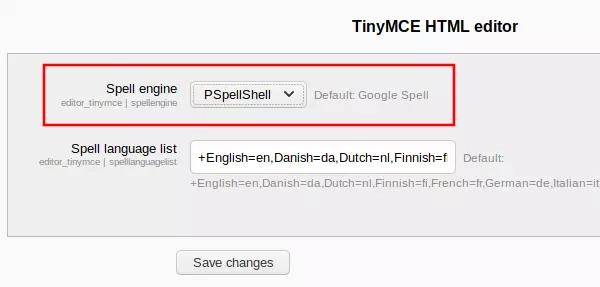 TinyMCE HTML editor
Spell engine PSpellShell Default: Google Spell
editor_tinymce | spellengine
Spell language list +English=en,Danish=da,Dutch=nl,Finnish=f Default:
editor_tinymce | spelllanguagelist
+English=en,Danish=da,Dutch=nl,Finnish=fi,French=fr,German=de,Italian=it
Save changes